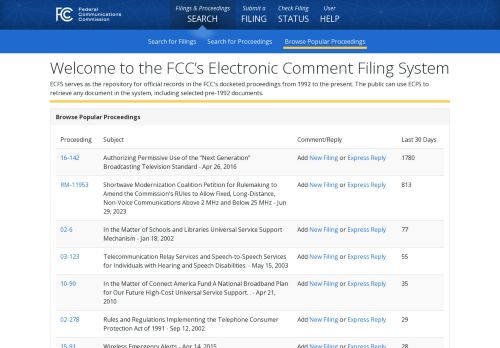 FCC Federal Communications Commission
Filings & Proceedings SEARCH
Submit a FILING
Check Filing STATUS
User HELP
Search for Filings Search for Proceedings Browse Popular Proceedings
Welcome to the FCC's Electronic Comment Filing System
ECFS serves as the repository for official records in the FCC's docketed proceedings from 1992 to the present. The public can use ECFS to
retrieve any document in the system, including selected pre-1992 documents.
Browse Popular Proceedings
Proceeding Subject Comment/Reply Last 30 Days
16-142 Authorizing Permissive Use of the "Next Generation" Add New Filing or Express Reply 1780
Broadcasting Television Standard - Apr 26, 2016
RM-11953 Shortwave Modernization Coalition Petition for Rulemaking to Add New Filing or Express Reply 813
Amend the Commission's RUles to Allow Fixed, Long-Distance,
Non-Voice Communications Above 2 MHz and Below 25 MHz - Jun
29, 2023
02-6 In the Matter of Schools and Libraries Universal Service Support Add New Filing or Express Reply 77
Mechanism - Jan 18, 2002
03-123 Telecommunication Relay Services and Speech-to-Speech Services Add New Filing or Express Reply 55
for Individuals with Hearing and Speech Disabilities. - May 15, 2003
10-90 In the Matter of Connect America Fund A National Broadband Plan Add New Filing or Express Reply 35
for Our Future High-Cost Universal Service Support. . - Apr 21,
2010
02-278 Rules and Regulations Implementing the Telephone Consumer Add New Filing or Express Reply 29
Protection Act of 1991 - Sep 12, 2002
15-91 Wireless Emergency Alerts - Apr 14, 2015 Add New Filing or Express Reply 28